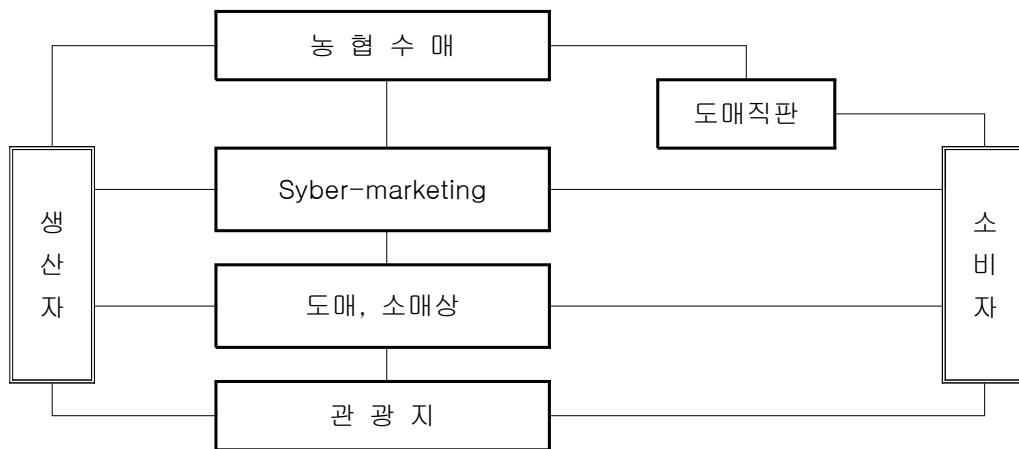 농 협 수 매
도매직판
Syber-marketing
생
산
자
소
비
자
도매, 소매상
관 광 지